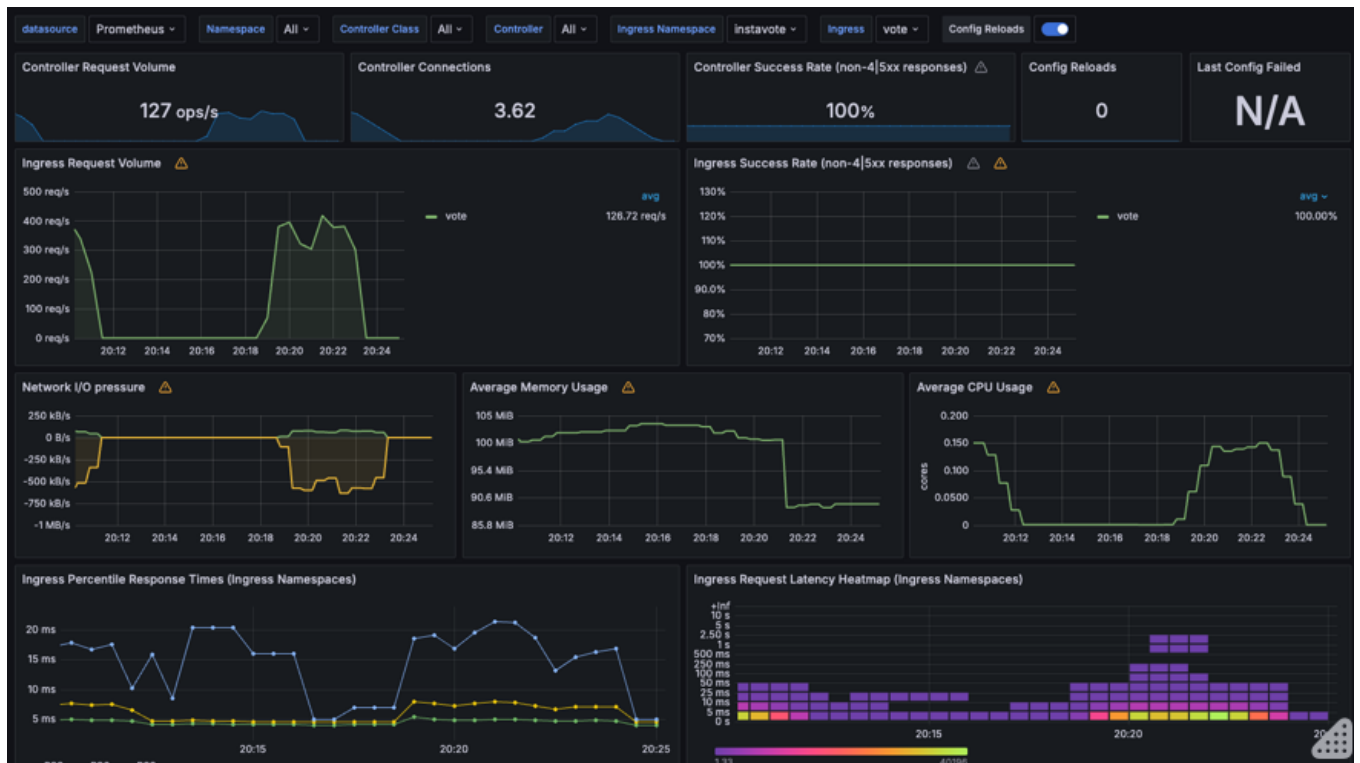 datasource Prometheus Namespace All Controller Class All Controller All Ingress Namespace instavote Ingress vote Config Reloads
Controller Request Volume
127 ops/s
Controller Connections
3.62
Controller Success Rate (non-4|5xx responses)
100%
Config Reloads
0
Last Config Failed
N/A
Ingress Request Volume
500 req/s
400 req/s
300 req/s
200 req/s
100 req/s
0 req/s
20:12 20:14 20:16 20:18 20:20 20:22 20:24
avg
vote 126.72 req/s
Ingress Success Rate (non-4|5xx responses)
130%
120%
110%
100%
90.0%
80%
70%
20:12 20:14 20:16 20:18 20:20 20:22 20:24
avg
vote 100.00%
Network I/O pressure
250 kB/s
0 B/s
-250 kB/s
-500 kB/s
-750 kB/s
-1 MB/s
20:12 20:14 20:16 20:18 20:20 20:22 20:24
Average Memory Usage
105 MiB
100 MiB
95.4 MiB
90.6 MiB
85.8 MiB
20:12 20:14 20:16 20:18 20:20 20:22 20:24
Average CPU Usage
cores
0.200
0.150
0.100
0.0500
0
20:12 20:14 20:16 20:18 20:20 20:22 20:24
Ingress Percentile Response Times (Ingress Namespaces)
20 ms
15 ms
10 ms
5 ms
20:15 20:20 20:25
Ingress Request Latency Heatmap (Ingress Namespaces)
+Inf
10 s
5 s
2.50 s
1 s
500 ms
250 ms
100 ms
50 ms
25 ms
10 ms
5 ms
0 s
20:15 20:20